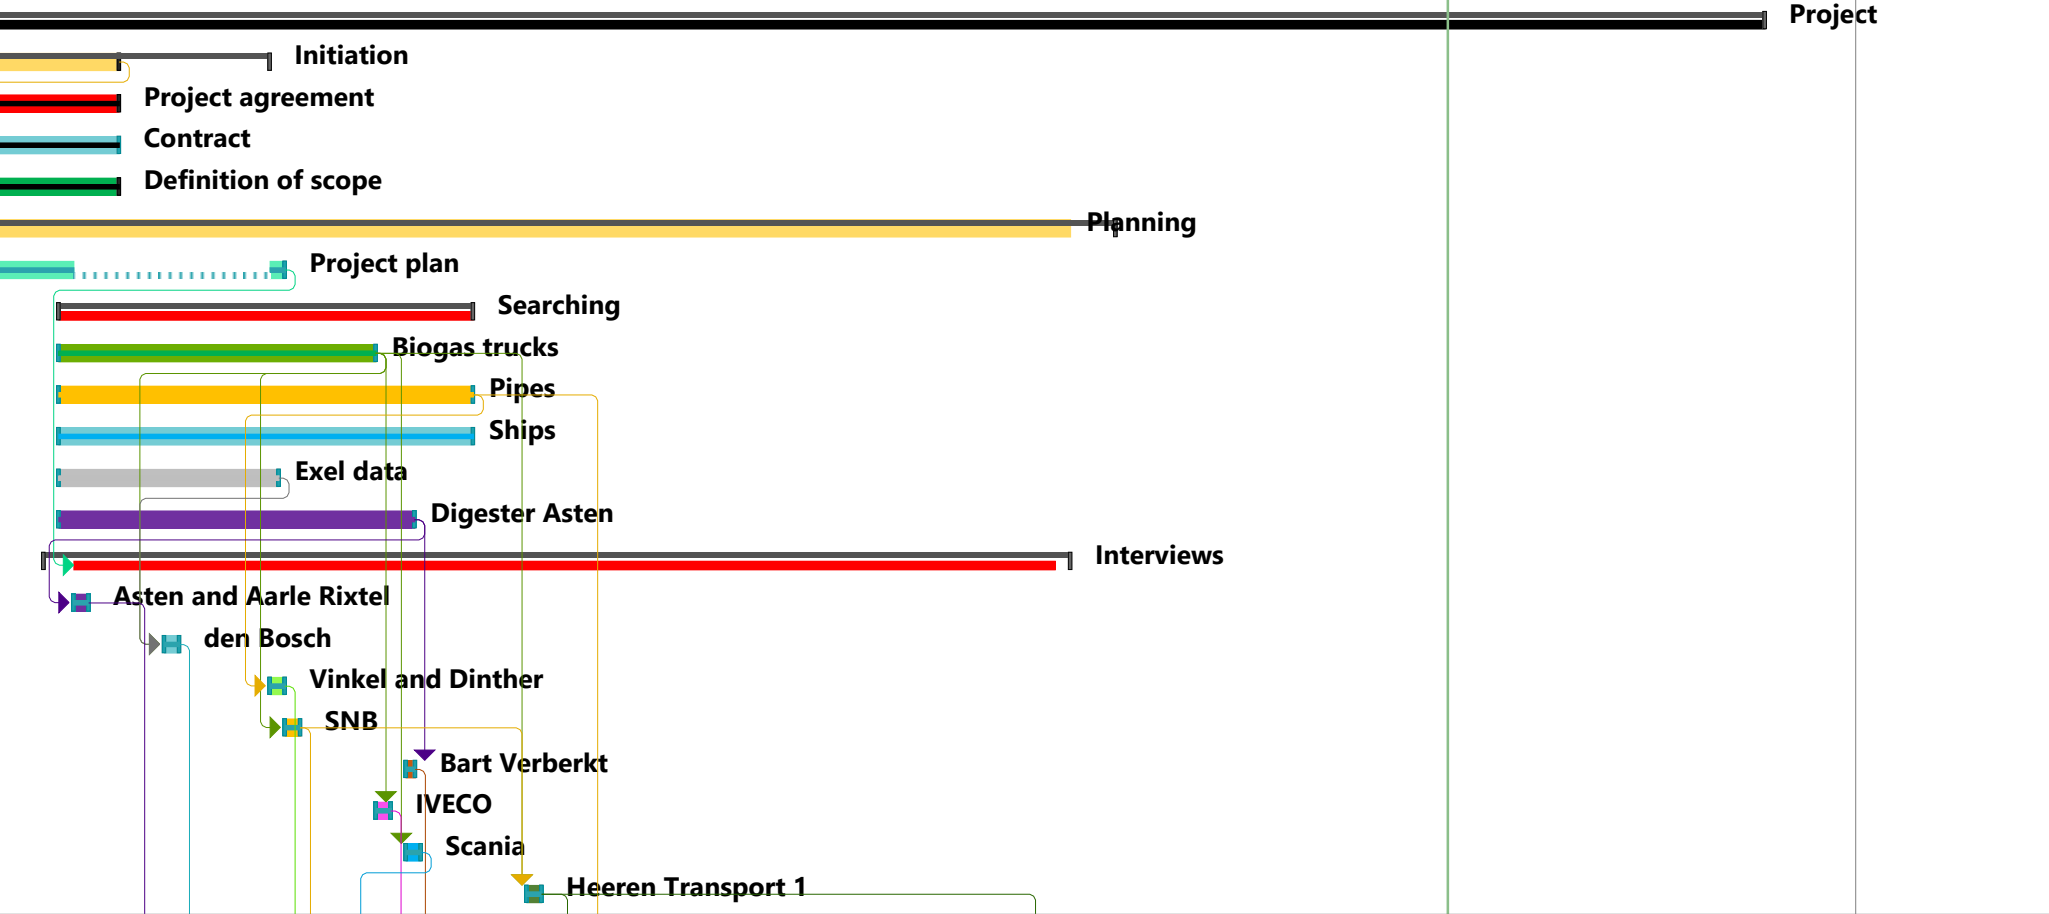 Project
Initiation
Project agreement
Contract
Definition of scope
Planning
Project plan
Searching
Biogas trucks
Pipes
Ships
Exel data
Digester Asten
Interviews
Asten and Aarle Rixtel
den Bosch
Vinkel and Dinther
SNB
Bart Verberkt
IVECO
Scania
Heeren Transport 1